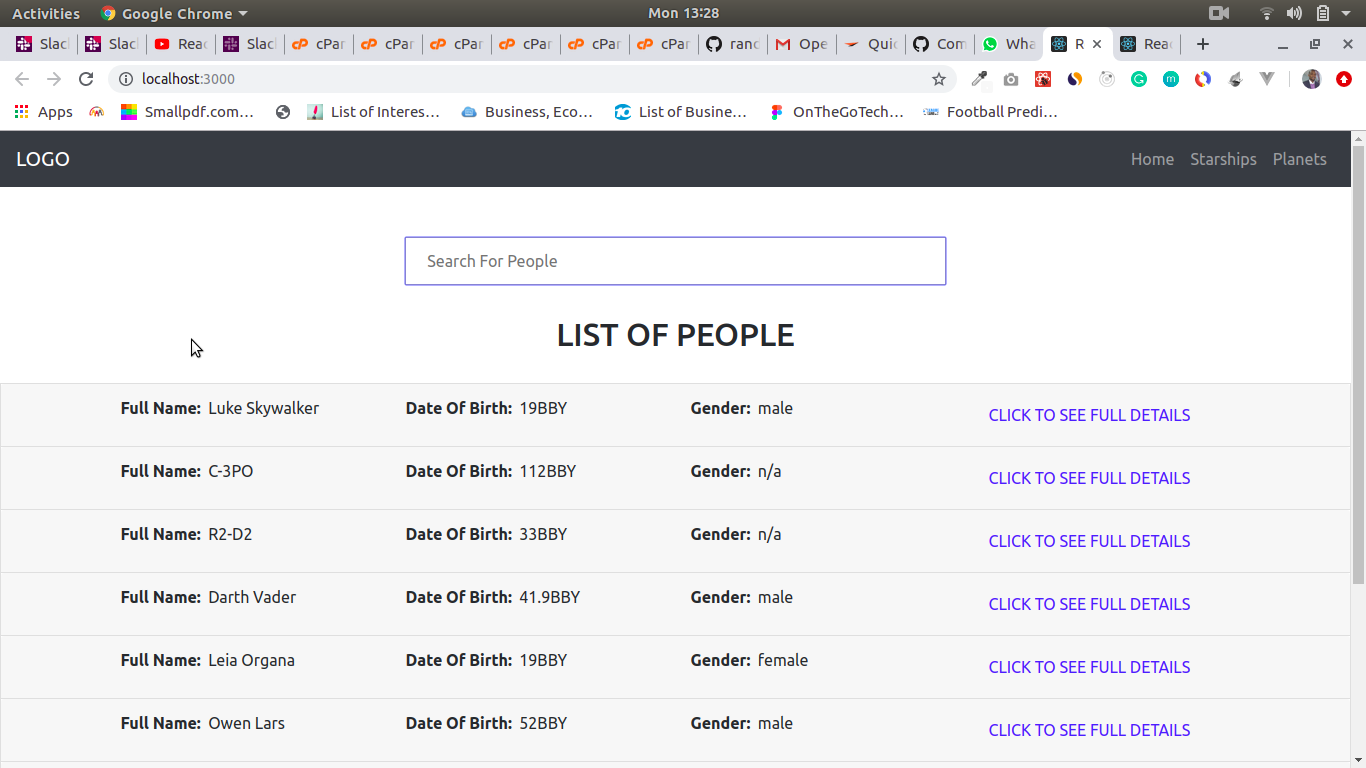 Activities Google Chrome Mon 13:28
Slac Slac Reac Slac cPar cPar cPar cPar cPar cPar rand Ope Quic Com Wha R Reac
localhost:3000
Apps Smallpdf.com… List of Interes… Business, Eco… List of Busine… OnTheGoTech… Football Predi…
LOGO Home Starships Planets
Search For People
LIST OF PEOPLE
Full Name: Luke Skywalker Date Of Birth: 19BBY Gender: male CLICK TO SEE FULL DETAILS
Full Name: C-3PO Date Of Birth: 112BBY Gender: n/a CLICK TO SEE FULL DETAILS
Full Name: R2-D2 Date Of Birth: 33BBY Gender: n/a CLICK TO SEE FULL DETAILS
Full Name: Darth Vader Date Of Birth: 41.9BBY Gender: male CLICK TO SEE FULL DETAILS
Full Name: Leia Organa Date Of Birth: 19BBY Gender: female CLICK TO SEE FULL DETAILS
Full Name: Owen Lars Date Of Birth: 52BBY Gender: male CLICK TO SEE FULL DETAILS